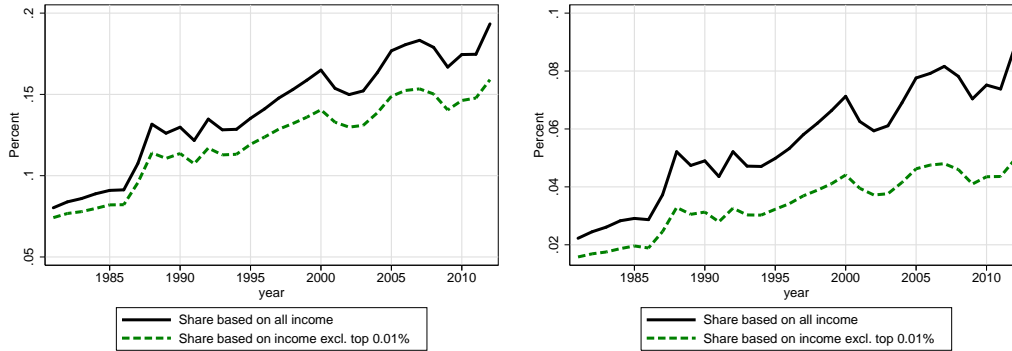 .2
.15
.1
.05
Percent
1985
1990
1995
2000
2005
2010
year
Share based on all income
Share based on income excl. top 0.01%
.1
.08
.06
.04
.02
Percent
1985
1990
1995
2000
2005
2010
year
Share based on all income
Share based on income excl. top 0.01%